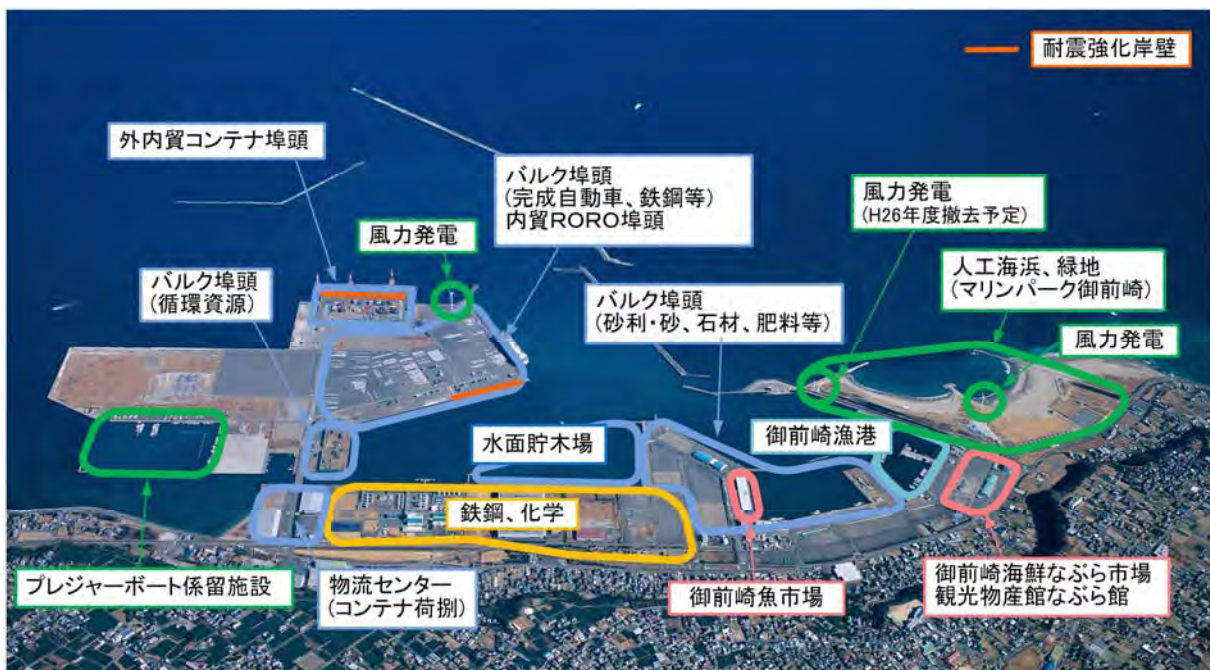 耐震強化岸壁
外内貿コンテナ埠頭
バルク埠頭
(完成自動車、鉄鋼等)
内貿RORO埠頭
風力発電
(H26年度撤去予定)
風力発電
人工海浜、緑地
(マリンパーク御前崎)
バルク埠頭
(循環資源)
バルク埠頭
(砂利・砂、石材、肥料等)
風力発電
水面貯木場
御前崎漁港
鉄鋼、化学
プレジャーボート係留施設
物流センター
(コンテナ荷捌)
御前崎魚市場
御前崎海鮮なぶら市場
観光物産館なぶら館